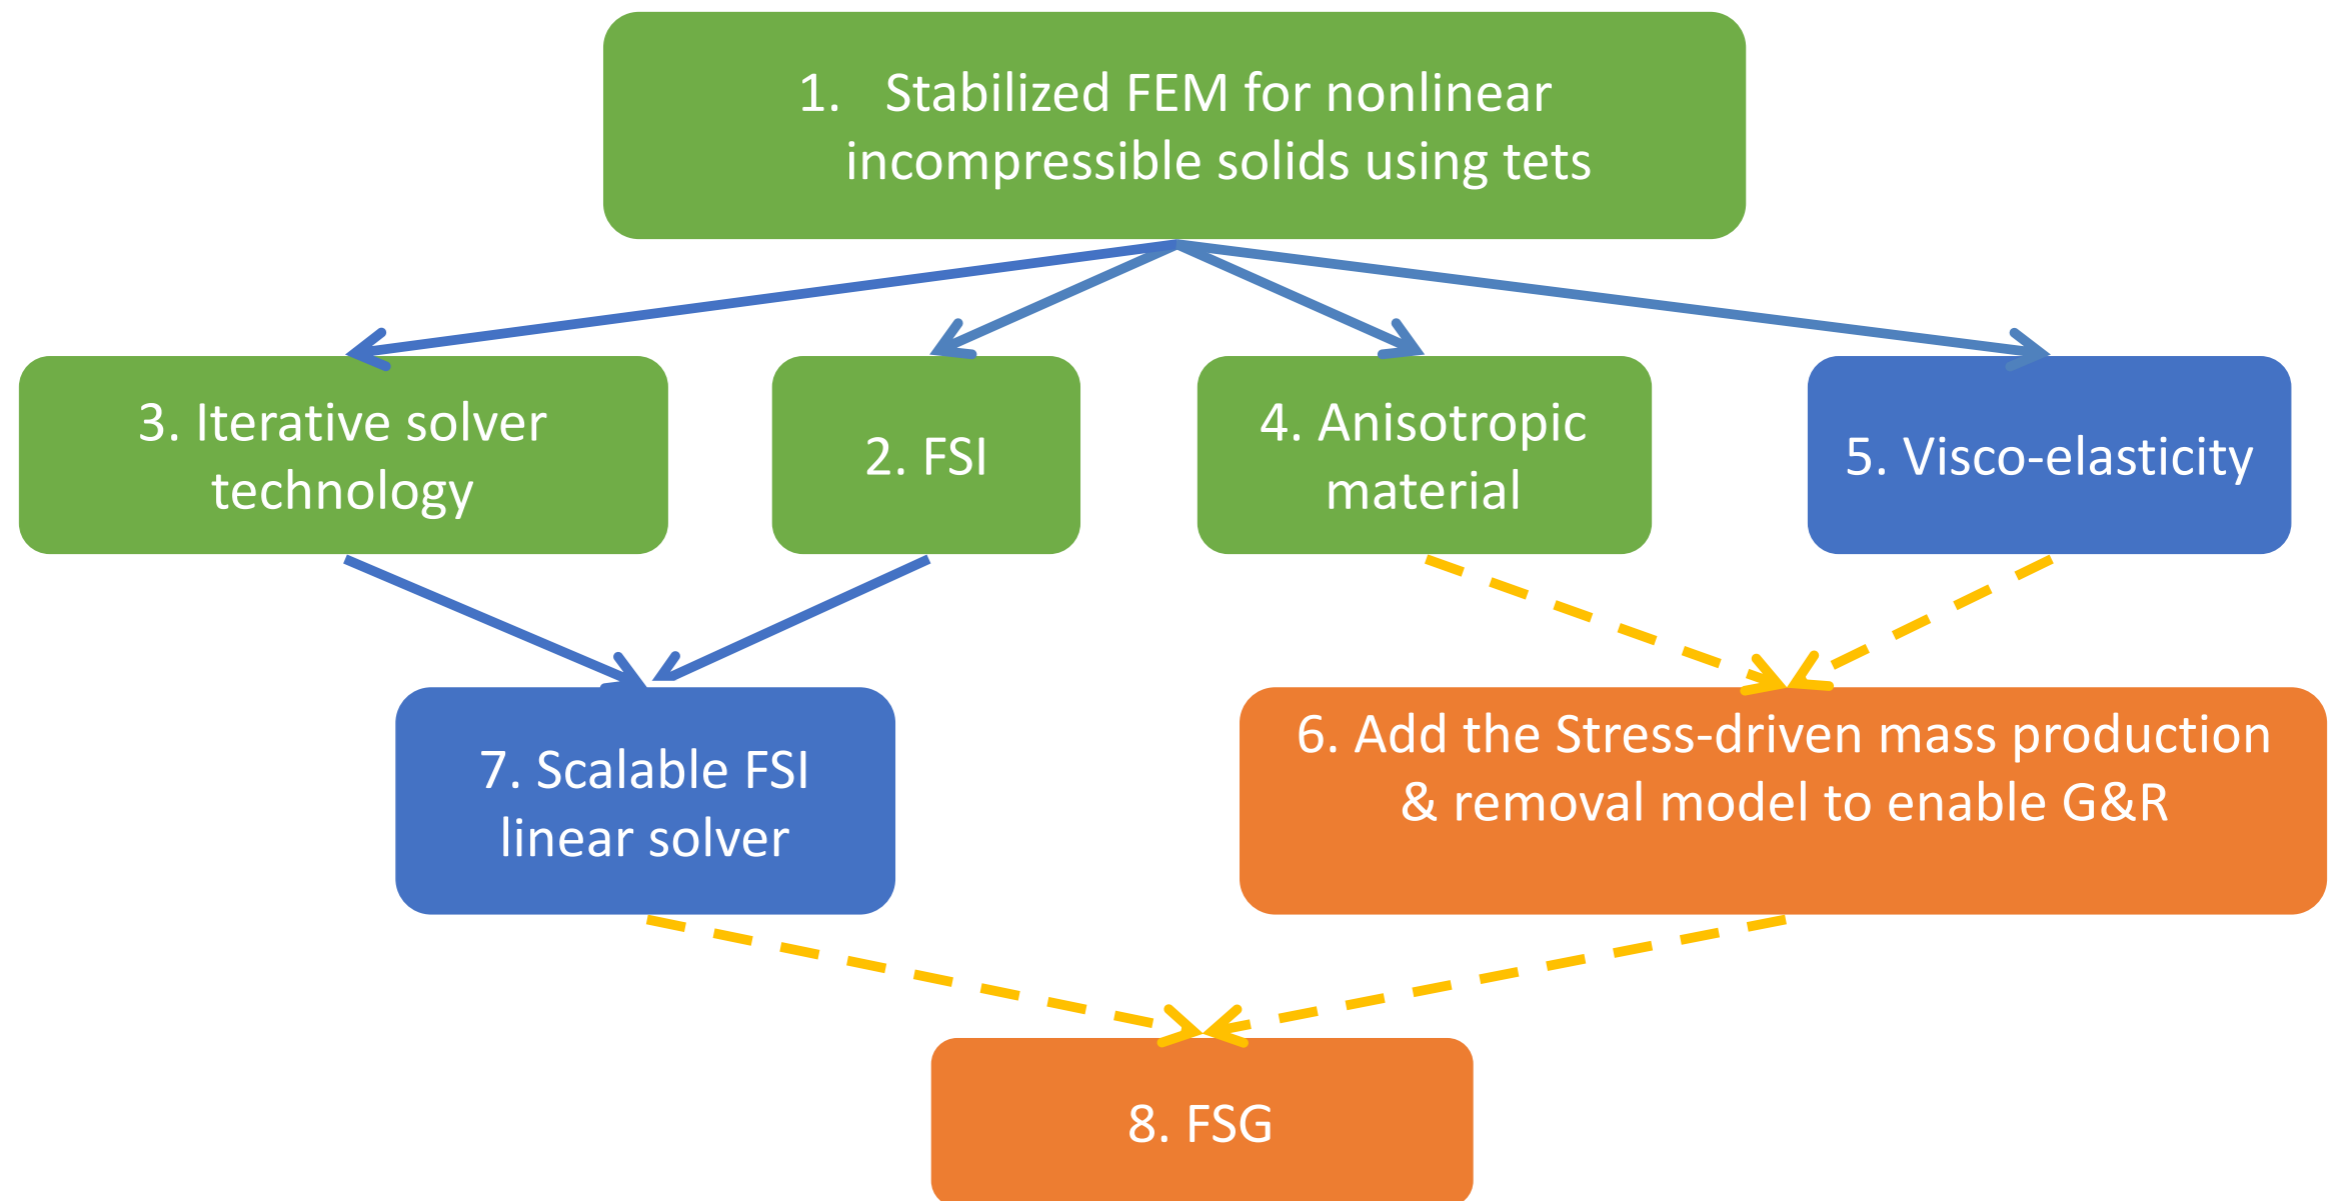 1. Stabilized FEM for nonlinear
incompressible solids using tets
3. Iterative solver
technology
2. FSI
4. Anisotropic
material
5. Visco-elasticity
7. Scalable FSI
linear solver
6. Add the Stress-driven mass production
& removal model to enable G&R
8. FSG